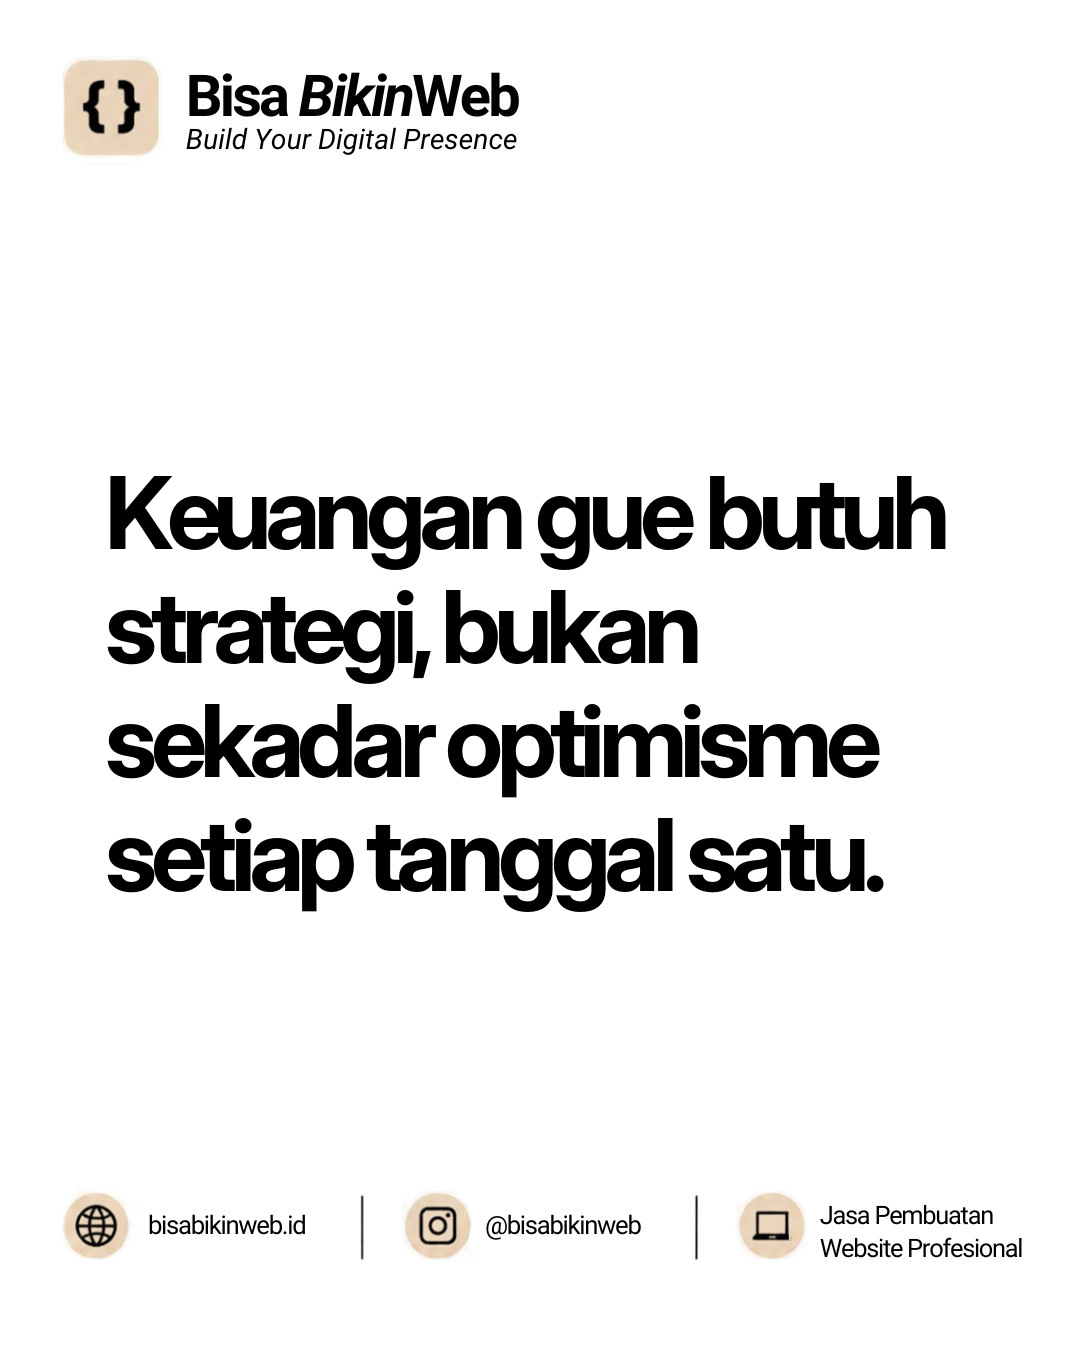 { }
Bisa BikinWeb
Build Your Digital Presence
Keuangan gue butuh
strategi, bukan
sekadar optimisme
setiap tanggal satu.
bisabikinweb.id
@bisabikinweb
Jasa Pembuatan
Website Profesional